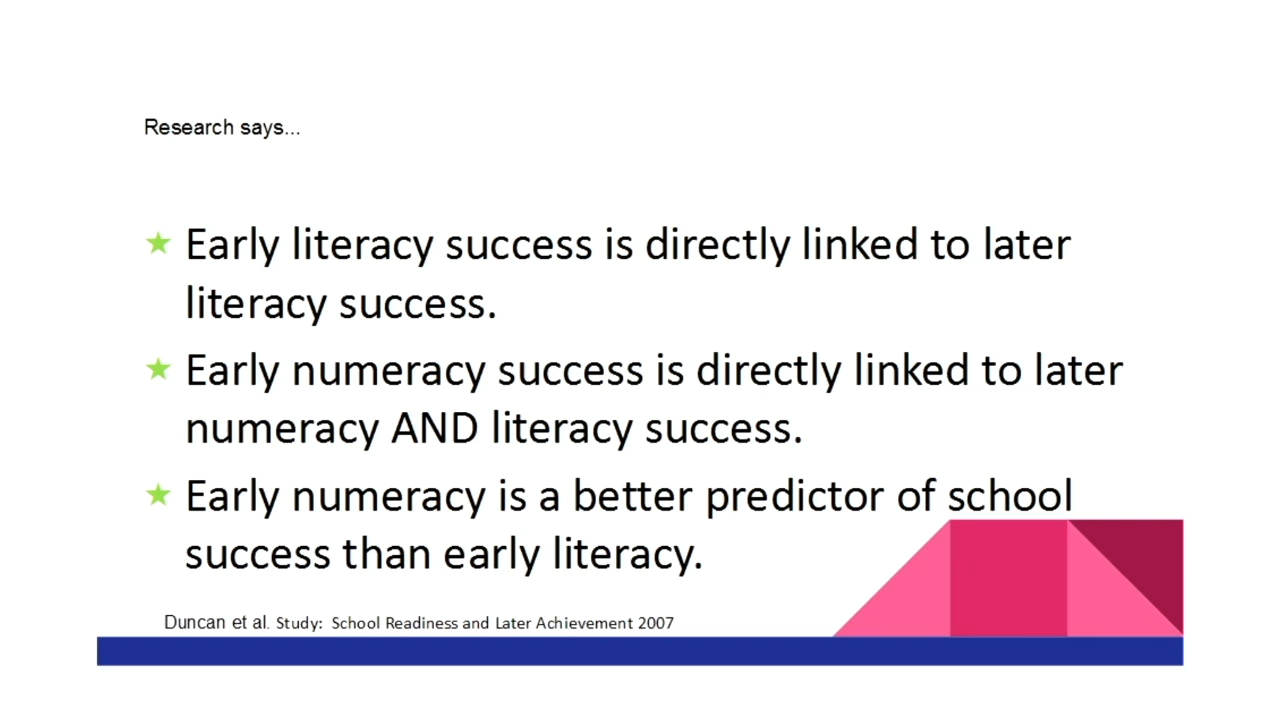 Research says...
Early literacy success is directly linked to later
literacy success.
Early numeracy success is directly linked to later
numeracy AND literacy success.
Early numeracy is a better predictor of school
success than early literacy.
Duncan et al. Study: School Readiness and Later Achievement 2007